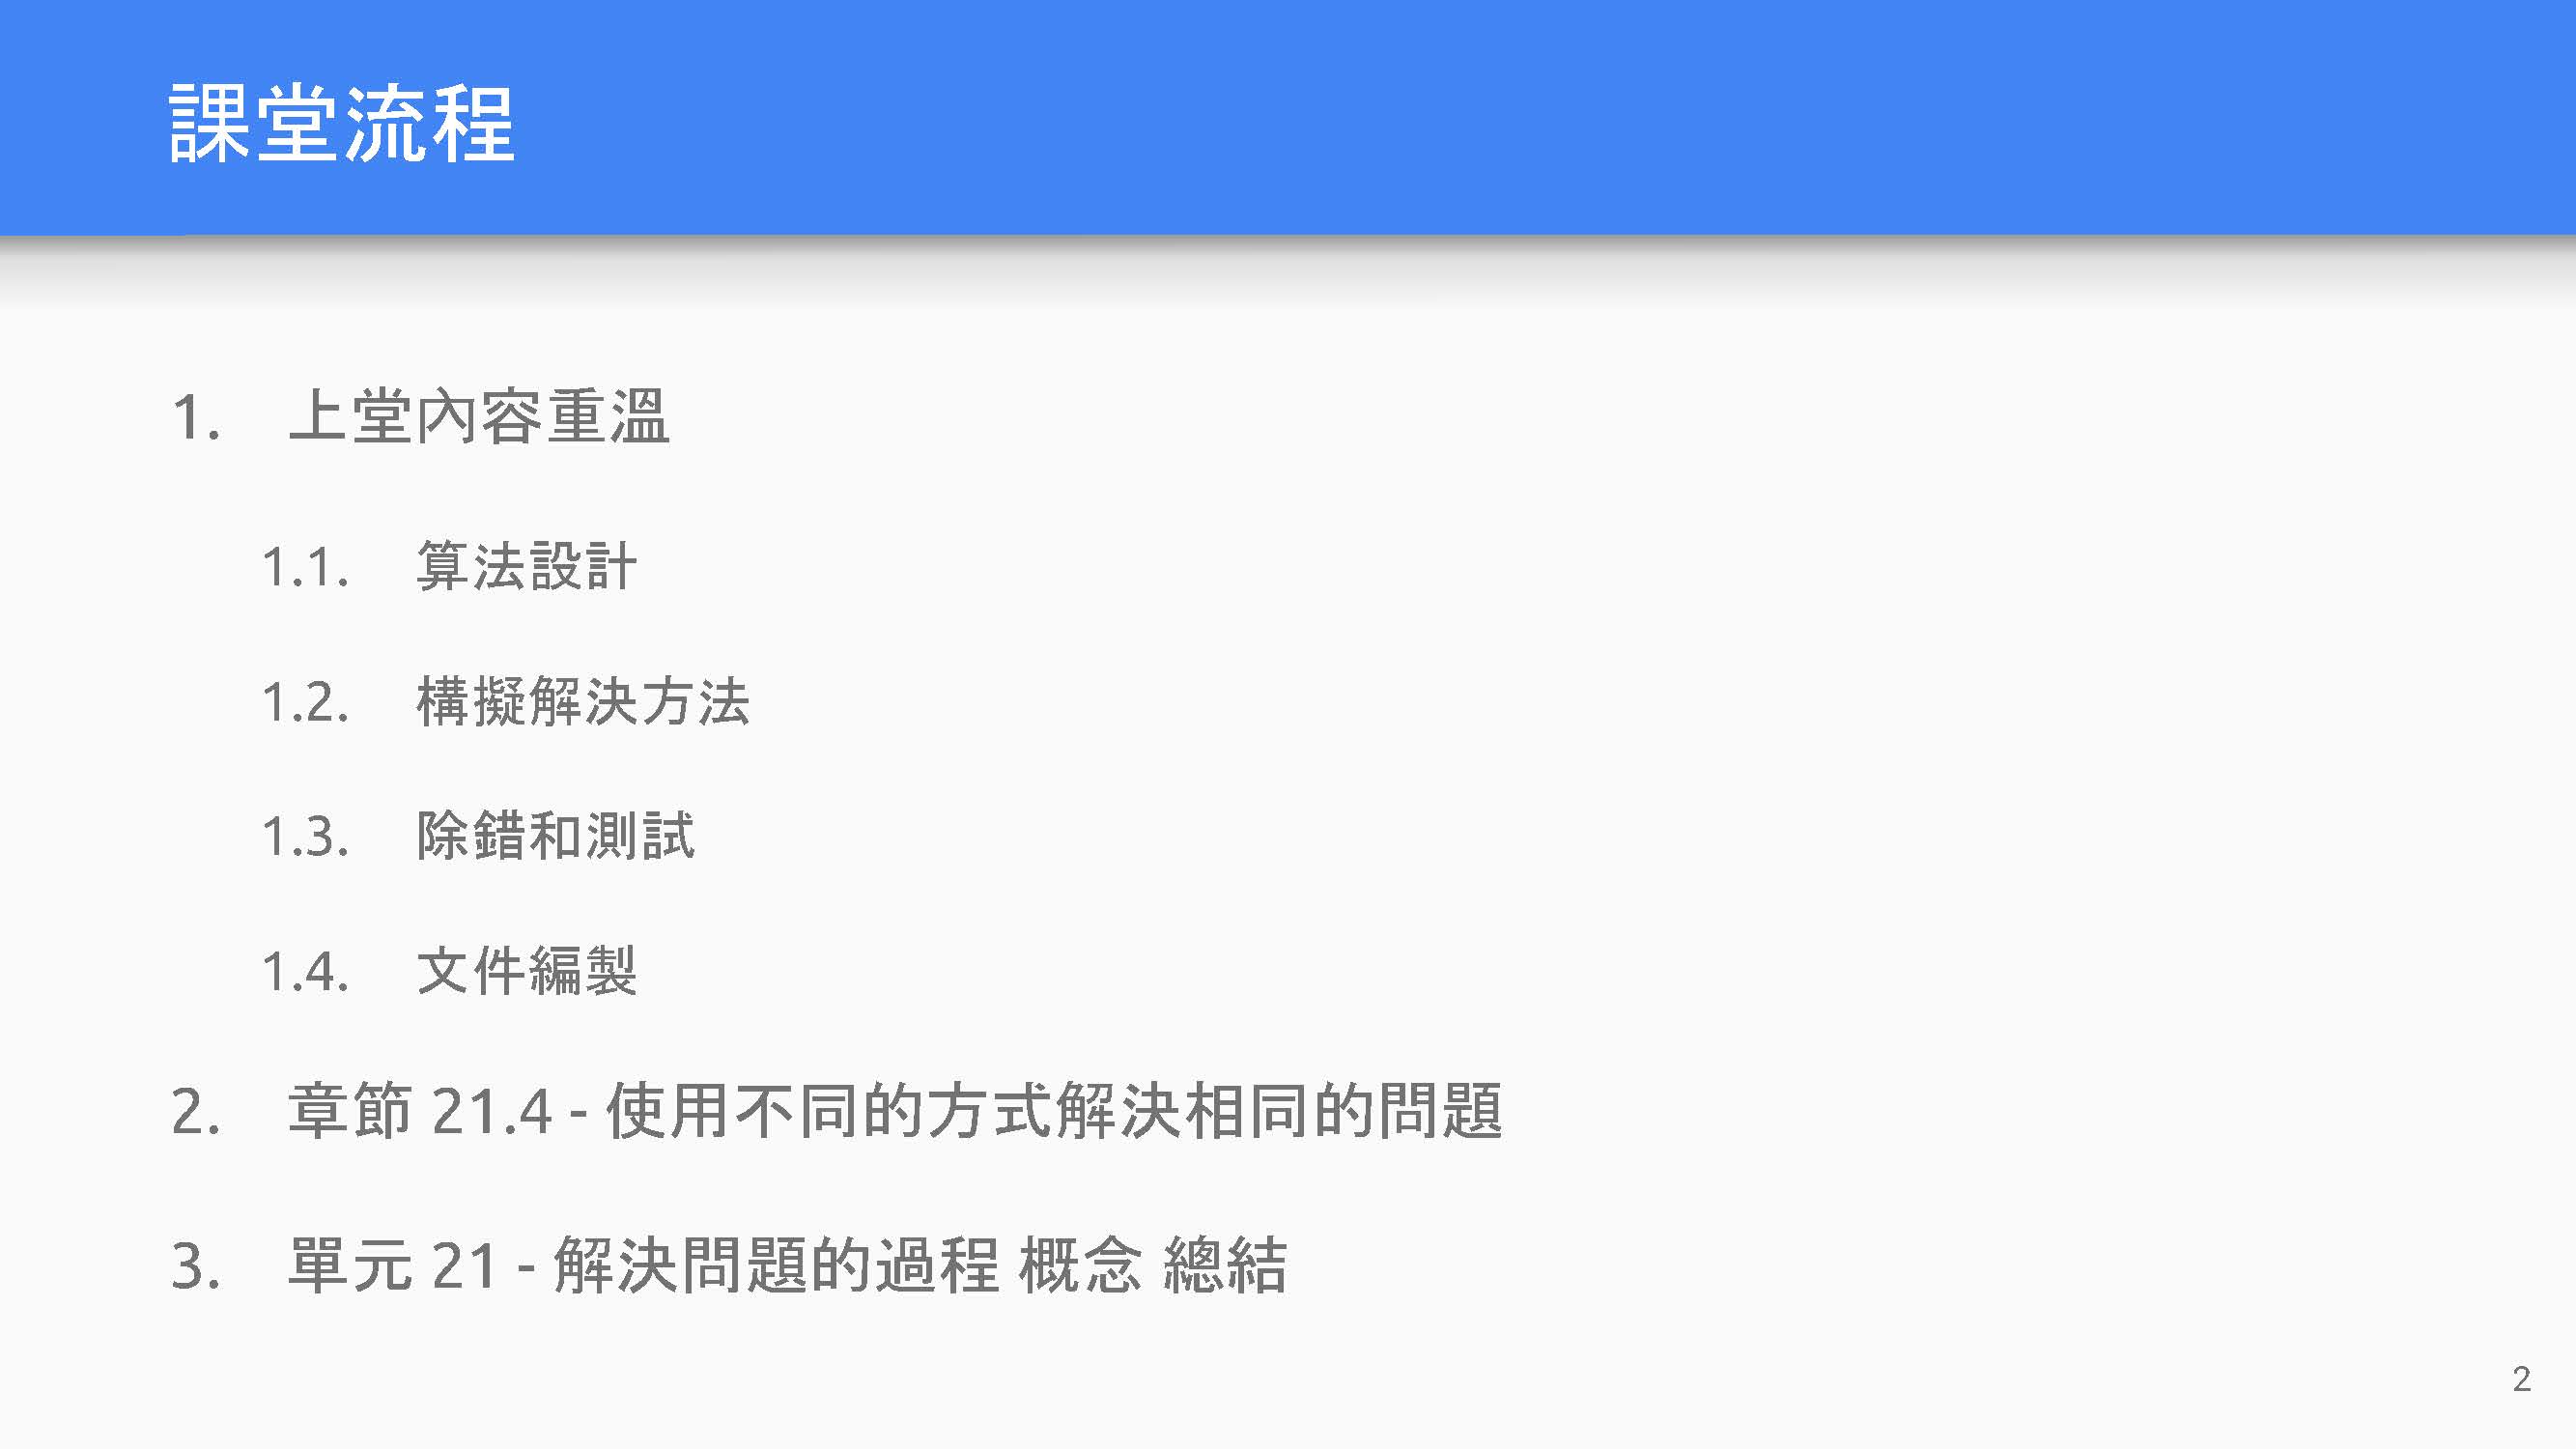 課堂流程
1. 上堂內容重溫
1.1. 算法設計
1.2. 構擬解決方法
1.3. 除錯和測試
1.4. 文件編製
2. 章節 21.4 - 使用不同的方式解決相同的問題
3. 單元 21 - 解決問題的過程 概念 總結
2